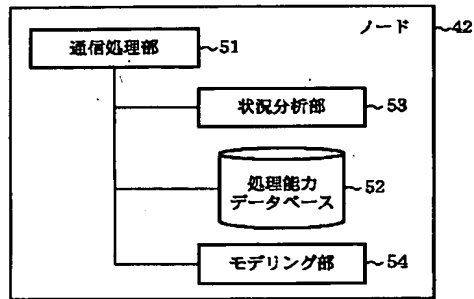 ノード 42
通信処理部 51
状況分析部 53
処理能力
データベース 52
モデリング部 54